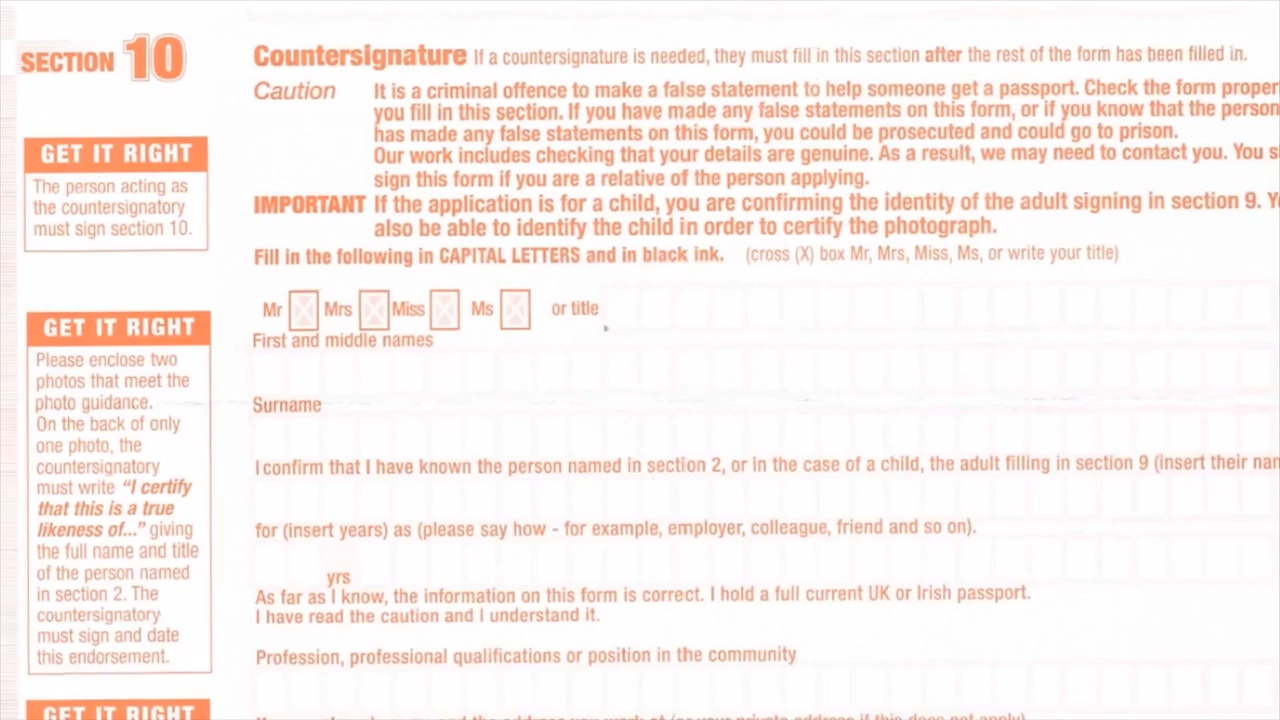 SECTION 10
Countersignature If a countersignature is needed, they must fill in this section after the rest of the form has been filled in.
Caution It is a criminal offence to make a false statement to help someone get a passport. Check the form
you fill in this section. If you have made any false statements on this form, or if you know that the person
has made any false statements on this form, you could be prosecuted and could go to prison.
Our work includes checking that your details are genuine. As a result, we may need to contact you. You
sign this form if you are a relative of the person applying.
IMPORTANT If the application is for a child, you are confirming the identity of the adult signing in section 9.
also be able to identify the child in order to certify the photograph.
Fill in the following in CAPITAL LETTERS and in black ink. (cross (X) box Mr, Mrs, Miss, Ms, or write your title)
Mr Mrs Miss Ms or title
First and middle names
Surname
I confirm that I have known the person named in section 2, or in the case of a child, the adult filling in section 9 (insert their
for (insert years) as (please say how - for example, employer, colleague, friend and so on).
yrs
As far as I know, the information on this form is correct. I hold a full current UK or Irish passport.
I have read the caution and I understand it.
Profession, professional qualifications or position in the community
GET IT RIGHT
The person acting as
the countersignatory
must sign section 10.
GET IT RIGHT
Please enclose two
photos that meet the
photo guidance.
On the back of only
one photo, the
countersignatory
must write "I certify
that this is a true
likeness of..." giving
the full name and title
of the person named
in section 2. The
countersignatory
must sign and date
this endorsement.
GET IT RIGHT